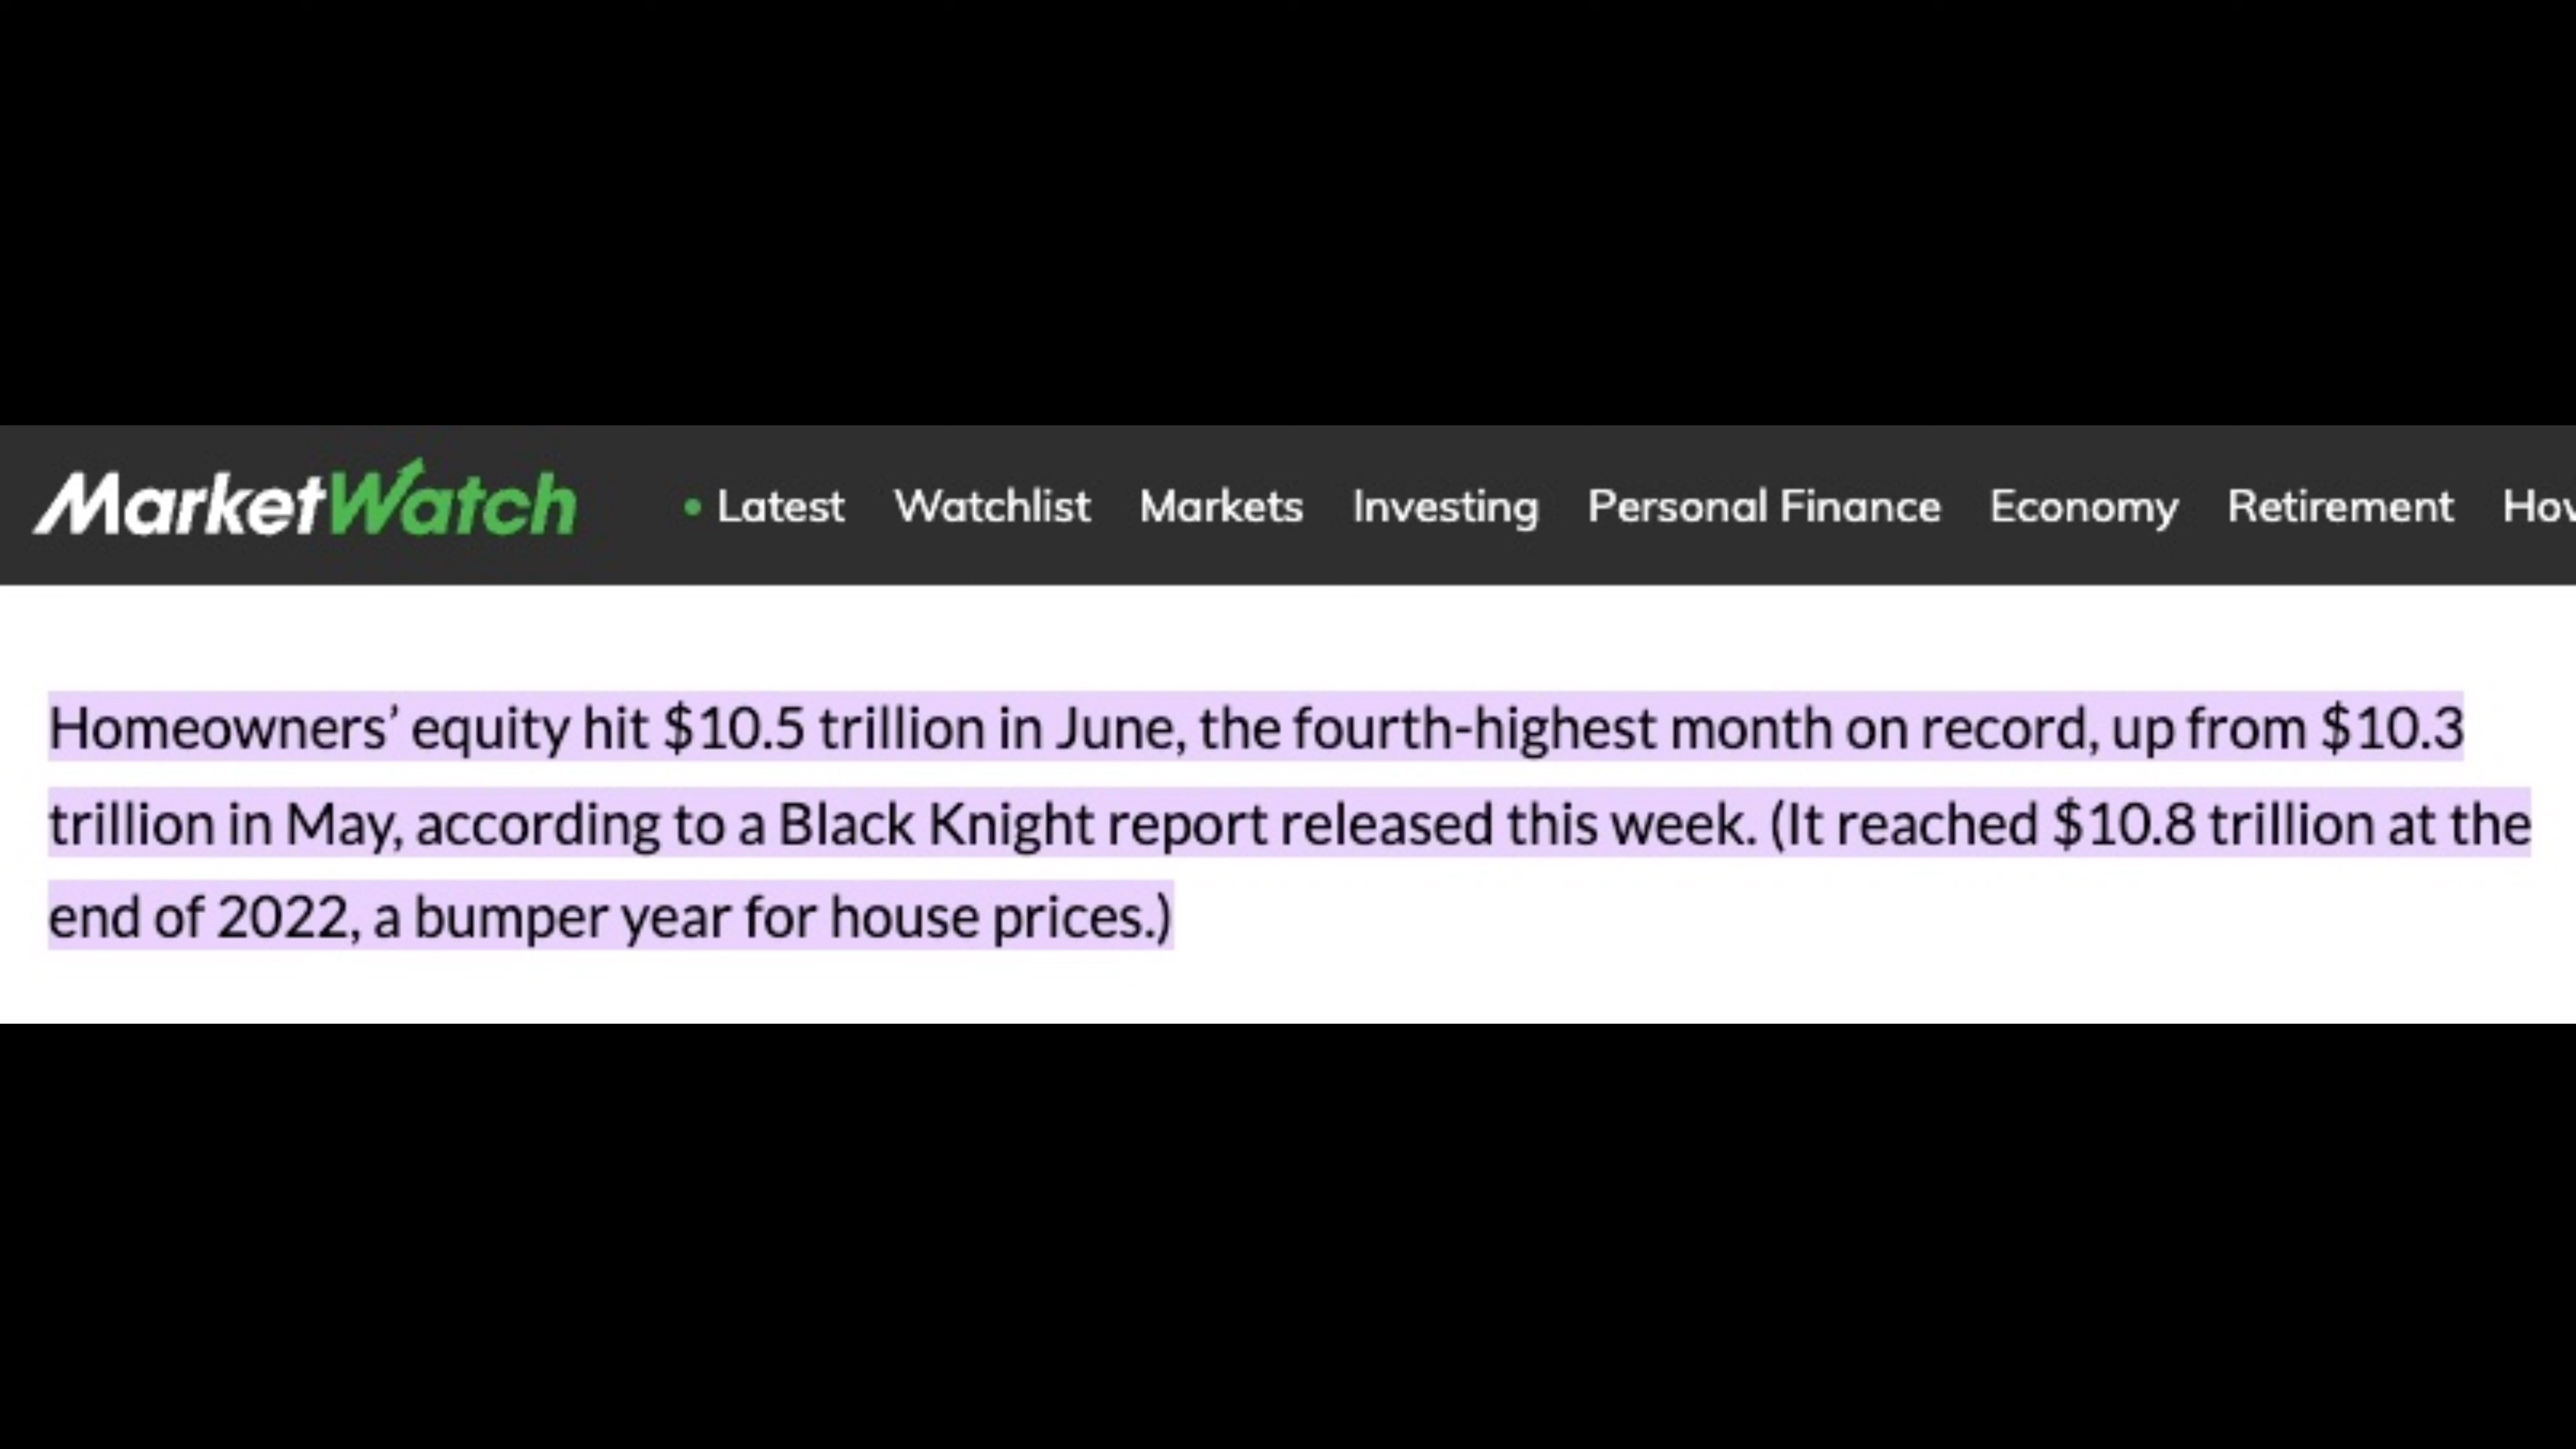 MarketWatch • Latest Watchlist Markets Investing Personal Finance Economy Retirement
Homeowners’ equity hit $10.5 trillion in June, the fourth-highest month on record, up from $10.3
trillion in May, according to a Black Knight report released this week. (It reached $10.8 trillion at the
end of 2022, a bumper year for house prices.)